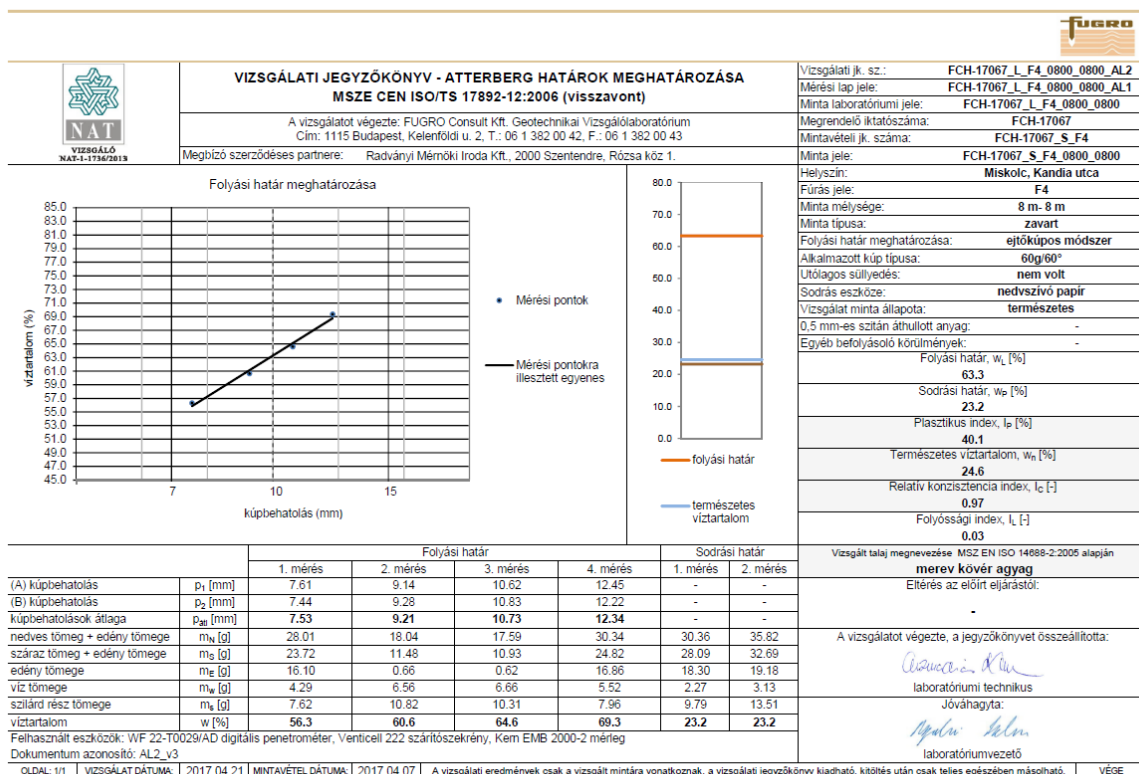 FUGRO
NAT
VIZSGÁLÓ
NAT-1-1736/2013
VIZSGÁLATI JEGYZŐKÖNYV - ATTERBERG HATÁROK MEGHATÁROZÁSA
MSZE CEN ISO/TS 17892-12:2006 (visszavont)
A vizsgálatot végezte: FUGRO Consult Kft. Geotechnikai Vizsgálólaboratórium
Cím: 1115 Budapest, Kelenföldi u. 2, T.: 06 1 382 00 42, F.: 06 1 382 00 43
Megbízó szerződéses partnere: Radványi Mérnöki Iroda Kft., 2000 Szentendre, Rózsa köz 1.
Vizsgálati jk. sz.: FCH-17067_L_F4_0800_0800_AL2
Mérési lap jele: FCH-17067_L_F4_0800_0800_AL1
Minta laboratóriumi jele: FCH-17067_L_F4_0800_0800
Megrendelő iktatószáma: FCH-17067
Mintavételi jk. száma: FCH-17067_S_F4
Minta jele: FCH-17067_S_F4_0800_0800
Helyszín: Miskolc, Kandia utca
Fúrás jele: F4
Minta mélysége: 8 m- 8 m
Minta típusa: zavart
Folyási határ meghatározása: ejtőkúpos módszer
Alkalmazott kúp típusa: 60g/60°
Utólagos süllyedés: nem volt
Sodrás eszköze: nedvszívó papír
Vizsgálat minta állapota: természetes
0,5 mm-es szitán áthullott anyag: -
Egyéb befolyásoló körülmények: -
Folyási határ, wL [%]
63.3
Sodrási határ, wP [%]
23.2
Plasztikus index, IP [%]
40.1
Természetes víztartalom, wn [%]
24.6
Relatív konzisztencia index, IC [-]
0.97
Folyóssági index, IL [-]
0.03
Vizsgált talaj megnevezése MSZ EN ISO 14688-2:2005 alapján
merev kövér agyag
Eltérés az előírt eljárástól:
-
A vizsgálatot végezte, a jegyzőkönyvet összeállította:
laboratóriumi technikus
Jóváhagyta:
laboratóriumvezető
Folyási határ meghatározása
víztartalom (%)
85.0
83.0
81.0
79.0
77.0
75.0
73.0
71.0
69.0
67.0
65.0
63.0
61.0
59.0
57.0
55.0
53.0
51.0
49.0
47.0
45.0
7 10 15
kúpbehatolás (mm)
Mérési pontok
Mérési pontokra
illesztett egyenes
80.0
70.0
60.0
50.0
40.0
30.0
20.0
10.0
0.0
folyási határ
természetes
víztartalom
Folyási határ Sodrási határ
1. mérés 2. mérés 3. mérés 4. mérés 1. mérés 2. mérés
(A) kúpbehatolás p1 [mm] 7.61 9.14 10.62 12.45 - -
(B) kúpbehatolás p2 [mm] 7.44 9.28 10.83 12.22 - -
kúpbehatolások átlaga pátl [mm] 7.53 9.21 10.73 12.34 - -
nedves tömeg + edény tömege mN [g] 28.01 18.04 17.59 30.34 30.36 35.82
száraz tömeg + edény tömege mS [g] 23.72 11.48 10.93 24.82 28.09 32.69
edény tömege mE [g] 16.10 0.66 0.62 16.86 18.30 19.18
víz tömege mw [g] 4.29 6.56 6.66 5.52 2.27 3.13
szilárd rész tömege ms [g] 7.62 10.82 10.31 7.96 9.79 13.51
víztartalom w [%] 56.3 60.6 64.6 69.3 23.2 23.2
Felhasznált eszközök: WF 22-T0029/AD digitális penetrométer, Venticell 222 szárítószekrény, Kern EMB 2000-2 mérleg
Dokumentum azonosító: AL2_v3
OLDAL: 1/1 VIZSGÁLAT DÁTUMA: 2017.04.21 MINTAVÉTEL DÁTUMA: 2017.04.07 A vizsgálati eredmények csak a vizsgált mintára vonatkoznak, a vizsgálati jegyzőkönyv kiadható, kitöltés után csak teljes egészében másolható. VÉGE